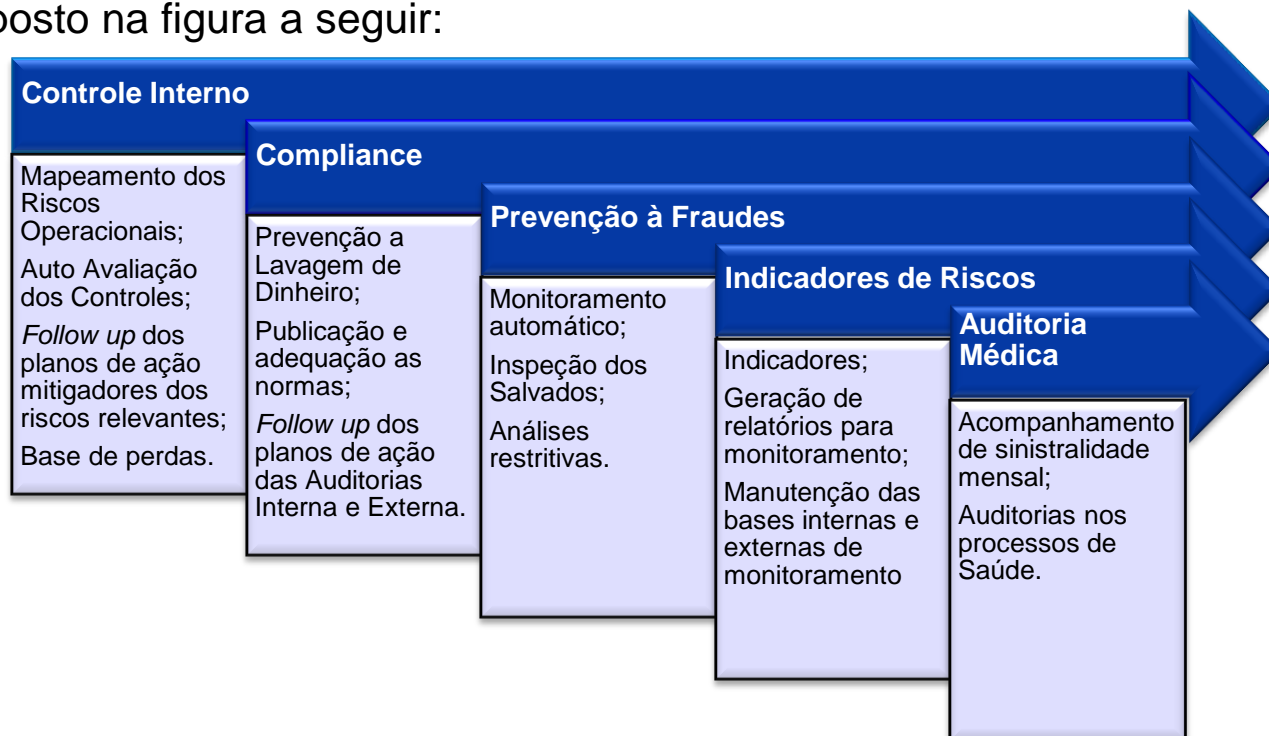 posto na figura a seguir:
Controle Interno
Mapeamento dos
Riscos
Operacionais;
Auto Avaliação
dos Controles;
Follow up dos
planos de ação
mitigadores dos
riscos relevantes;
Base de perdas.
Compliance
Prevenção a
Lavagem de
Dinheiro;
Publicação e
adequação as
normas;
Follow up dos
planos de ação
das Auditorias
Interna e Externa.
Prevenção à Fraudes
Monitoramento
automático;
Inspeção dos
Salvados;
Análises
restritivas.
Indicadores de Riscos
Indicadores;
Geração de
relatórios para
monitoramento;
Manutenção das
bases internas e
externas de
monitoramento
Auditoria
Médica
Acompanhamento
de sinistralidade
mensal;
Auditorias nos
processos de
Saúde.